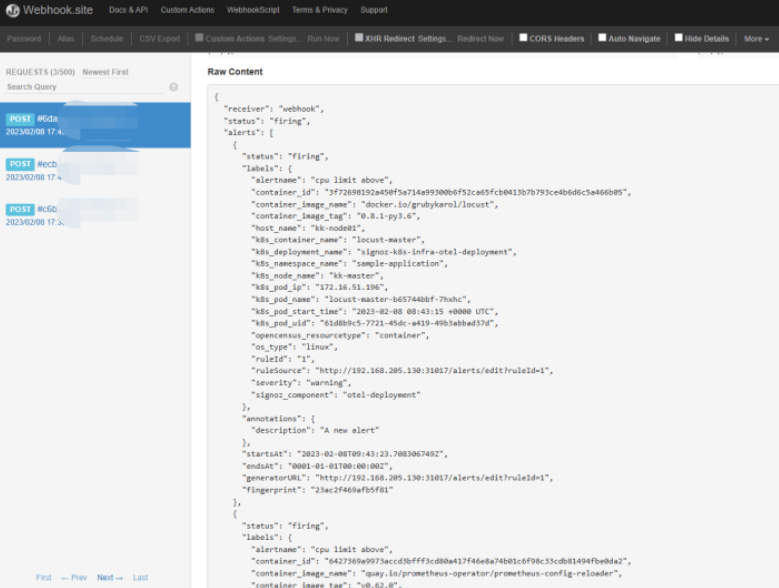 Webhook.site Docs & API Custom Actions WebhookScript Terms & Privacy Support
Password Alias Schedule CSV Export Custom Actions Settings... Run Now XHR Redirect Settings... Redirect Now CORS Headers Auto Navigate Hide Details More
REQUESTS (3/500) Newest First
Search Query
POST #6da
2023/02/08 17:4
POST #ecb
2023/02/08 17:4
POST #c6b
2023/02/08 17:3
First ← Prev Next → Last
Raw Content
{
"receiver": "webhook",
"status": "firing",
"alerts": [
{
"status": "firing",
"labels": {
"alertname": "cpu limit above",
"container_id": "3f72698192a450f5a714a99300b6f52ca65fcb0413b7b793ce4b6d6c5a466b05",
"container_image_name": "docker.io/grubykarol/locust",
"container_image_tag": "0.8.1-py3.6",
"host_name": "kk-node01",
"k8s_container_name": "locust-master",
"k8s_deployment_name": "signoz-k8s-infra-otel-deployment",
"k8s_namespace_name": "sample-application",
"k8s_node_name": "kk-master",
"k8s_pod_ip": "172.16.51.196",
"k8s_pod_name": "locust-master-b65744bbf-7hxhc",
"k8s_pod_start_time": "2023-02-08 08:43:15 +0000 UTC",
"k8s_pod_uid": "61d8b9c5-7721-45dc-a419-49b3abbad37d",
"opencensus_resourcetype": "container",
"os_type": "linux",
"ruleId": "1",
"ruleSource": "http://192.168.205.130:31017/alerts/edit?ruleId=1",
"severity": "warning",
"signoz_component": "otel-deployment"
},
"annotations": {
"description": "A new alert"
},
"startsAt": "2023-02-08T09:43:23.708306749Z",
"endsAt": "0001-01-01T00:00:00Z",
"generatorURL": "http://192.168.205.130:31017/alerts/edit?ruleId=1",
"fingerprint": "23ac2f469afb5f81"
},
{
"status": "firing",
"labels": {
"alertname": "cpu limit above",
"container_id": "6427369a9973accd3bfff3cd80a417f46e8a74b01c6f98c33cdb81494fbe0da2",
"container_image_name": "quay.io/prometheus-operator/prometheus-config-reloader",
"container_image_tag": "v0.62.0",